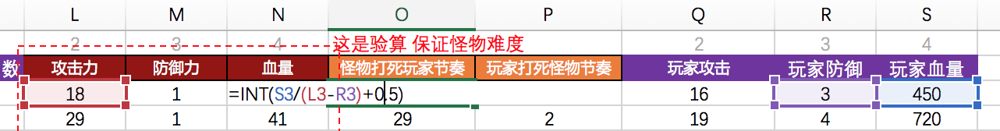 L M N O P Q R S
2 3 4 这是验算 保证怪物难度 2 3 4
数 攻击力 防御力 血量 怪物打死玩家节奏 玩家打死怪物节奏 玩家攻击 玩家防御 玩家血量
18 1 =INT(S3/(L3-R3)+0.5) 16 3 450
29 1 41 29 2 19 4 720